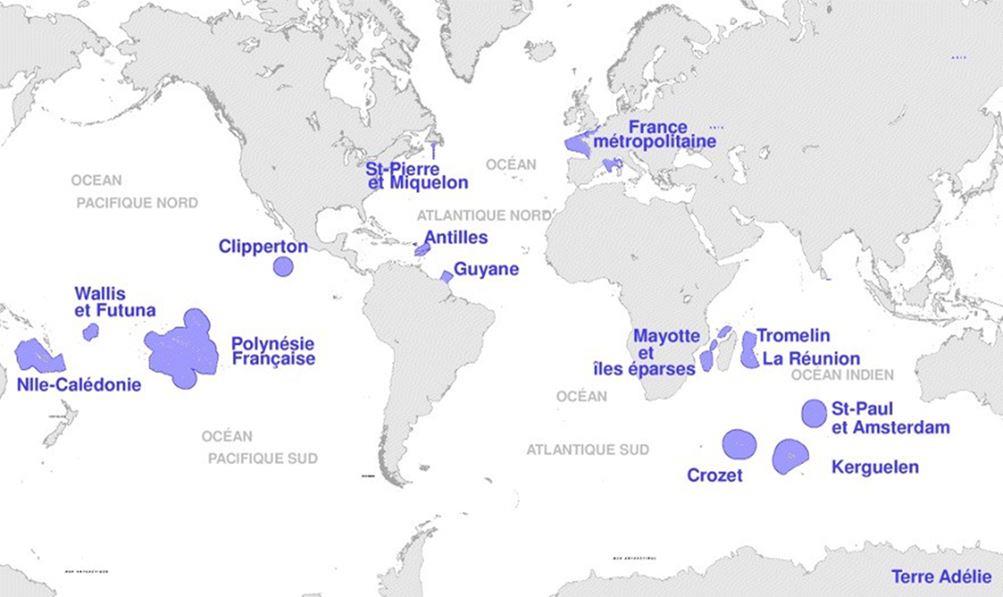 France
métropolitaine
St-Pierre
et Miquelon
OCÉAN
ATLANTIQUE NORD
OCEAN
PACIFIQUE NORD
Antilles
Clipperton
Guyane
Wallis
et Futuna
Polynésie
Française
Nlle-Calédonie
Mayotte
et
îles éparses
Tromelin
La Réunion
OCÉAN INDIEN
OCÉAN
ATLANTIQUE SUD
St-Paul
et Amsterdam
OCÉAN
PACIFIQUE SUD
Crozet
Kerguelen
Terre Adélie